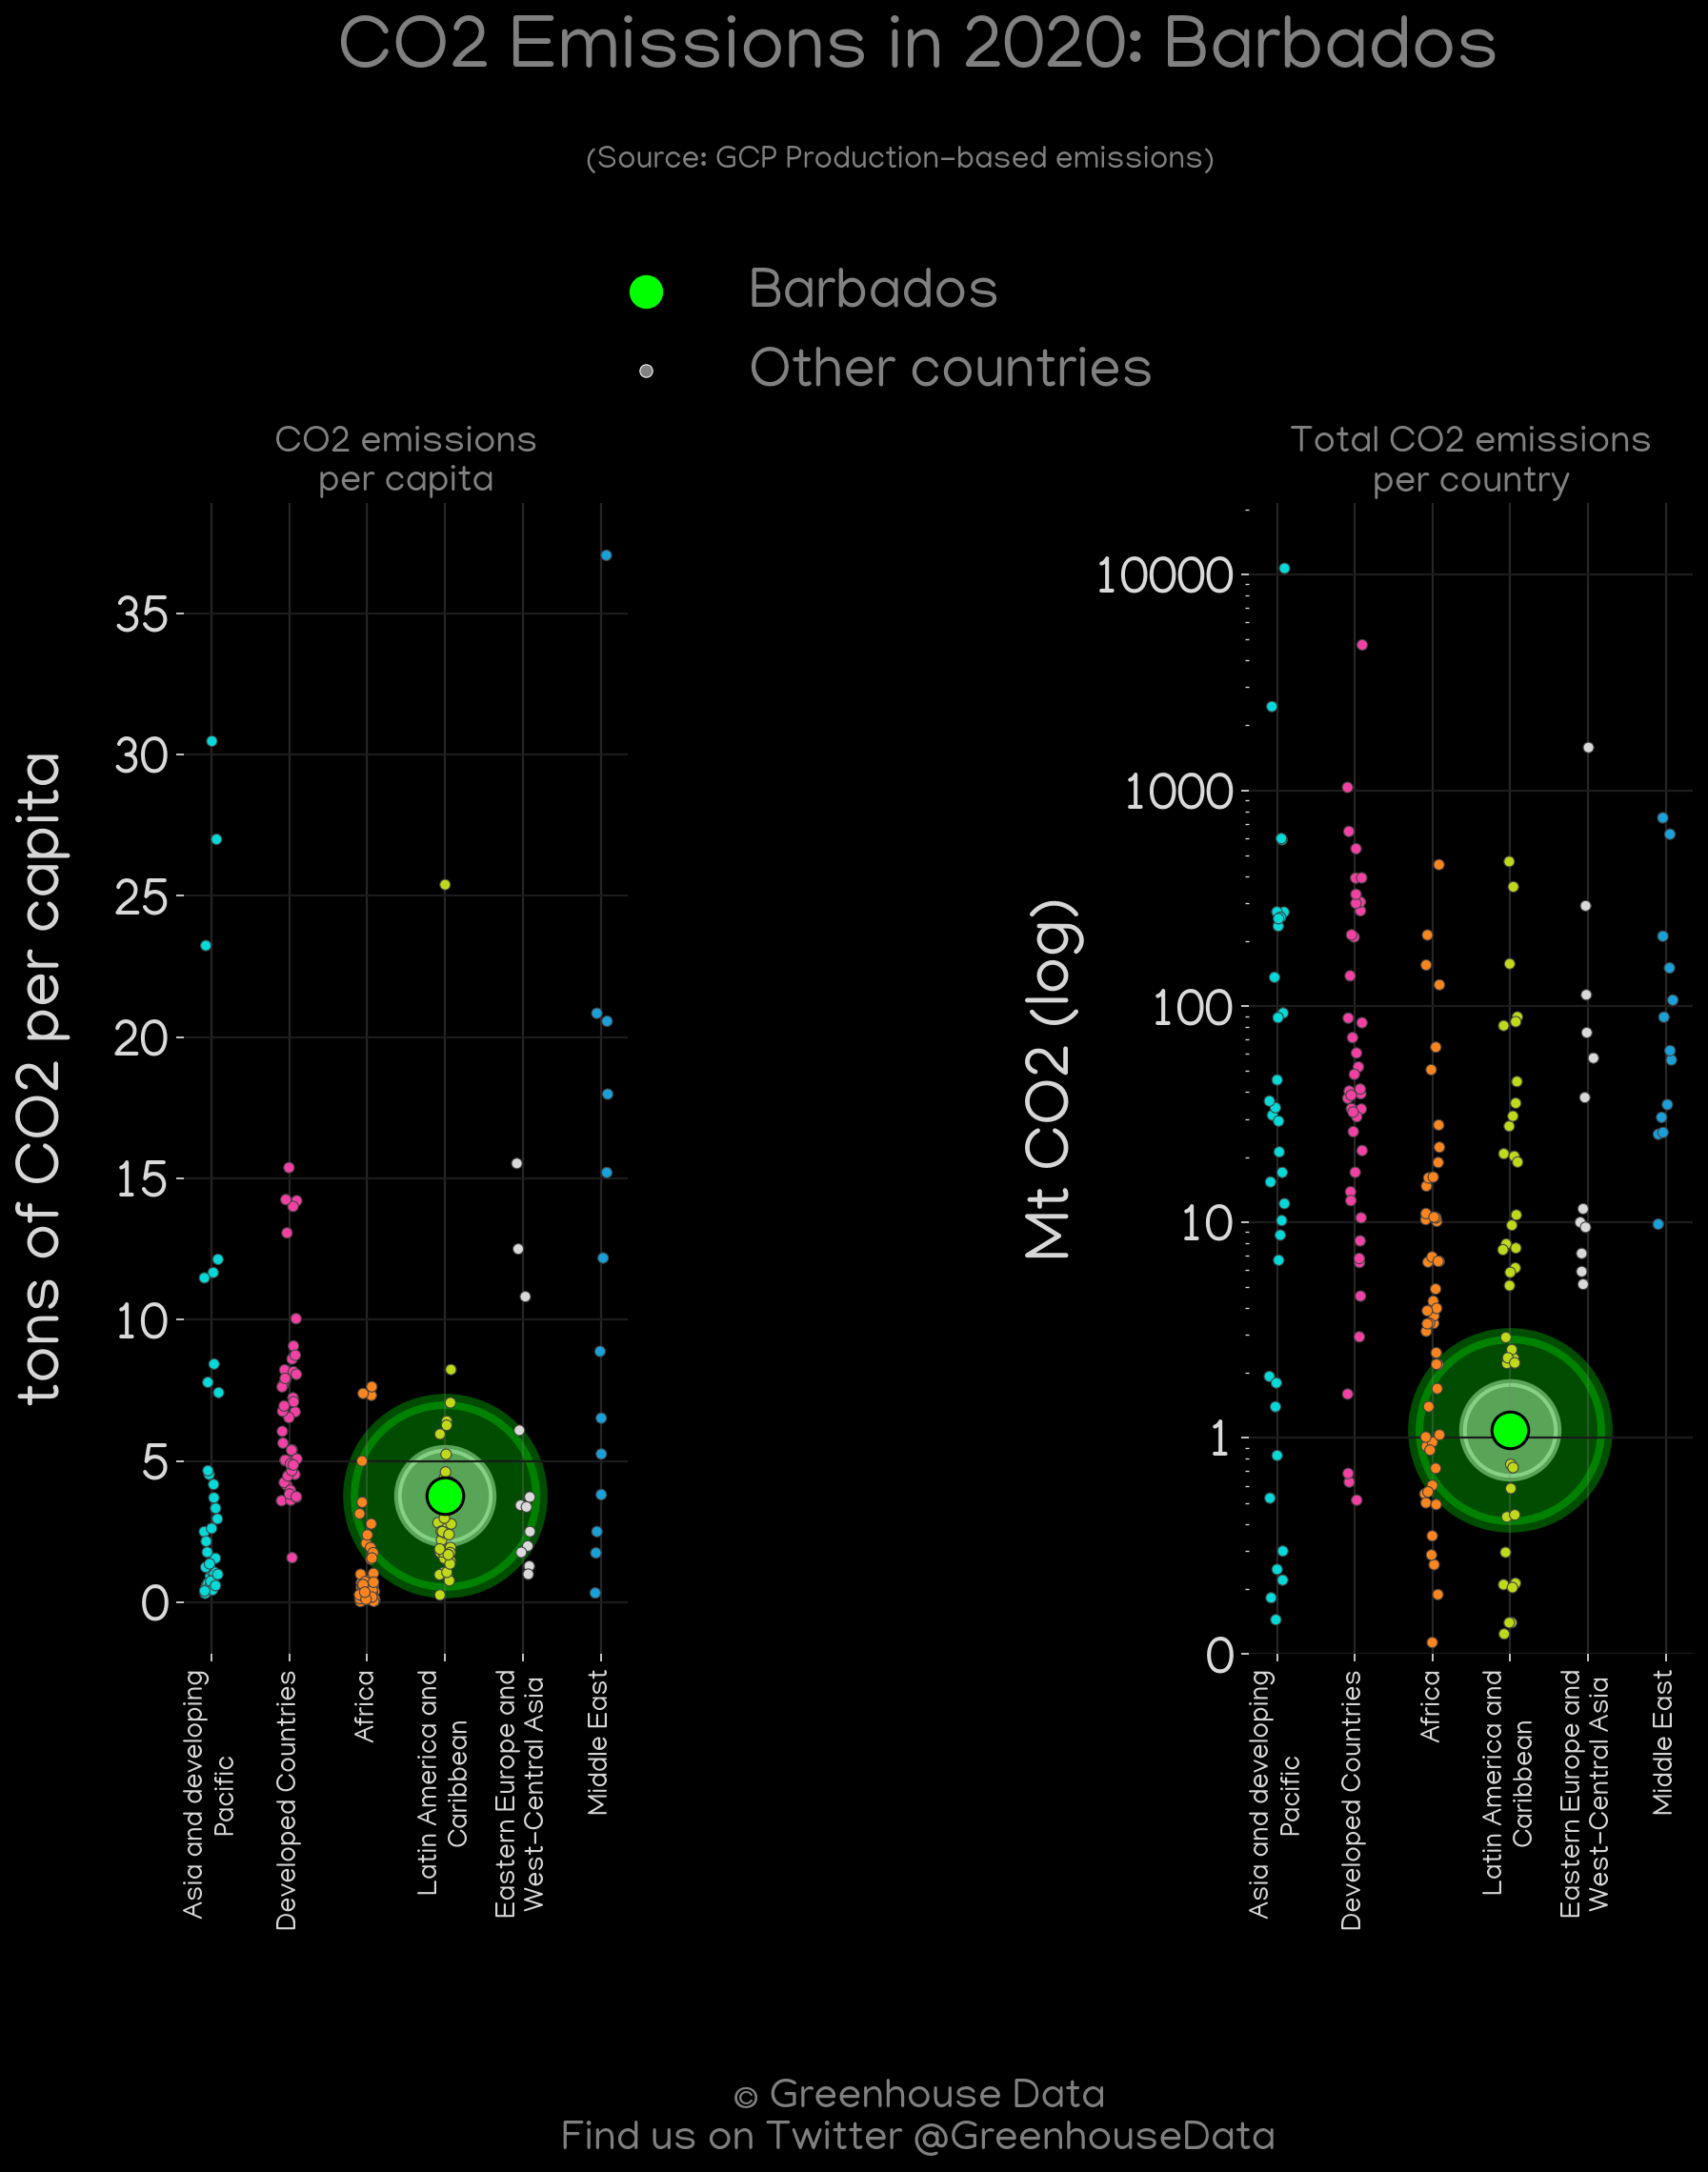 CO2 Emissions in 2020: Barbados
(Source: GCP Production-based emissions)
Barbados
Other countries
CO2 emissions
per capita
tons of CO2 per capita
35
30
25
20
15
10
5
0
Asia and developing
Pacific
Developed Countries
Africa
Latin America and
Caribbean
Eastern Europe and
West-Central Asia
Middle East
Total CO2 emissions
per country
Mt CO2 (log)
10000
1000
100
10
1
0
Asia and developing
Pacific
Developed Countries
Africa
Latin America and
Caribbean
Eastern Europe and
West-Central Asia
Middle East
© Greenhouse Data
Find us on Twitter @GreenhouseData